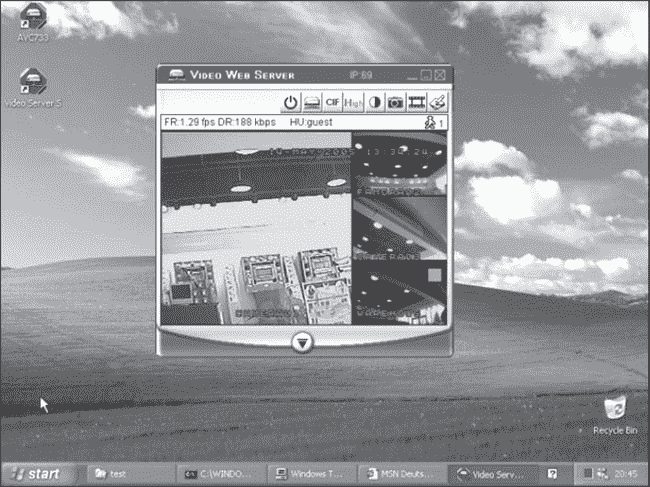 AVC733
Video Server S
VIDEO WEB SERVER IP:69
CIF High
FR:1.29 fps DR:188 kbps HU:guest 1
Recycle Bin
start test C:\WINDO... Windows T... MSN Deuts... Video Serv... ? 20:45